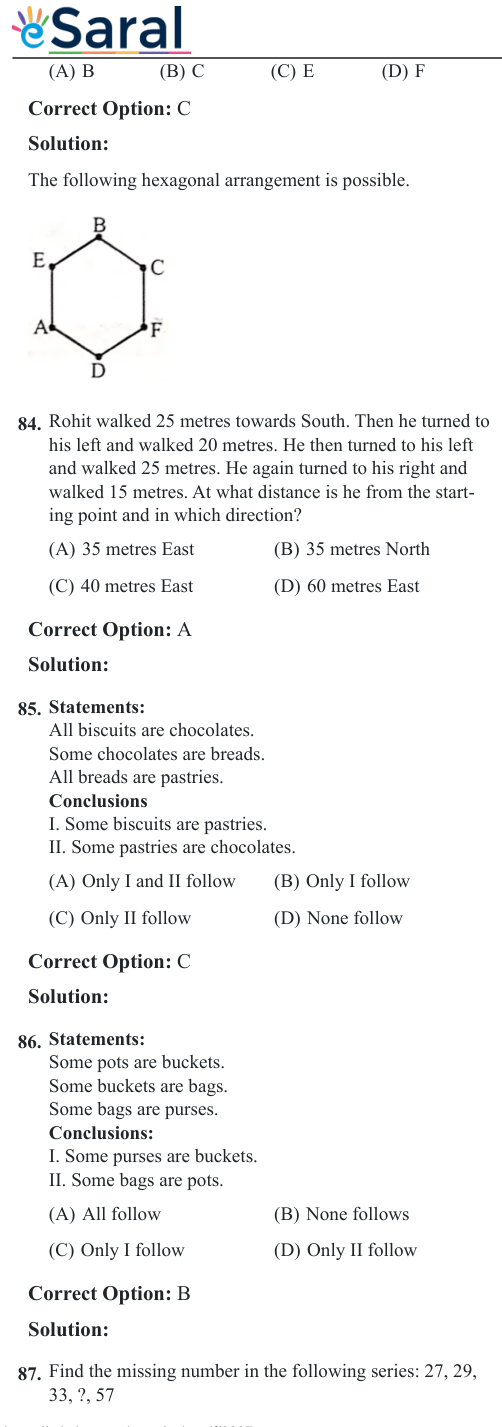 eSaral
(A) B (B) C (C) E (D) F
Correct Option: C
Solution:
The following hexagonal arrangement is possible.
B
E C
A F
D
84. Rohit walked 25 metres towards South. Then he turned to
his left and walked 20 metres. He then turned to his left
and walked 25 metres. He again turned to his right and
walked 15 metres. At what distance is he from the start-
ing point and in which direction?
(A) 35 metres East (B) 35 metres North
(C) 40 metres East (D) 60 metres East
Correct Option: A
Solution:
85. Statements:
All biscuits are chocolates.
Some chocolates are breads.
All breads are pastries.
Conclusions
I. Some biscuits are pastries.
II. Some pastries are chocolates.
(A) Only I and II follow (B) Only I follow
(C) Only II follow (D) None follow
Correct Option: C
Solution:
86. Statements:
Some pots are buckets.
Some buckets are bags.
Some bags are purses.
Conclusions:
I. Some purses are buckets.
II. Some bags are pots.
(A) All follow (B) None follows
(C) Only I follow (D) Only II follow
Correct Option: B
Solution:
87. Find the missing number in the following series: 27, 29,
33, ?, 57